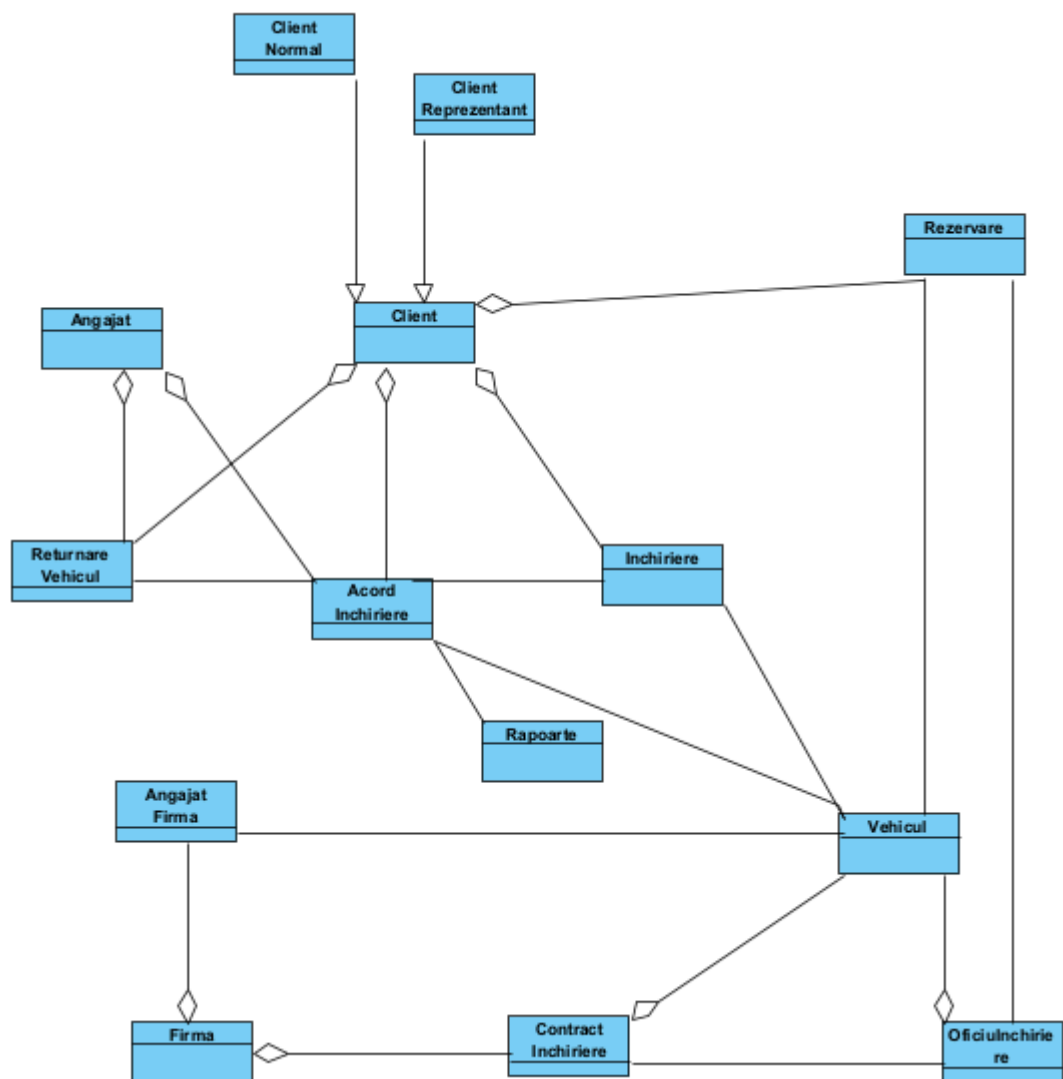 Client
Normal
Client
Reprezentant
Rezervare
Client
Angajat
Returnare
Vehicul
Acord
Inchiriere
Inchiriere
Rapoarte
Angajat
Firma
Vehicul
Firma
Contract
Inchiriere
OficiuInchirie
re